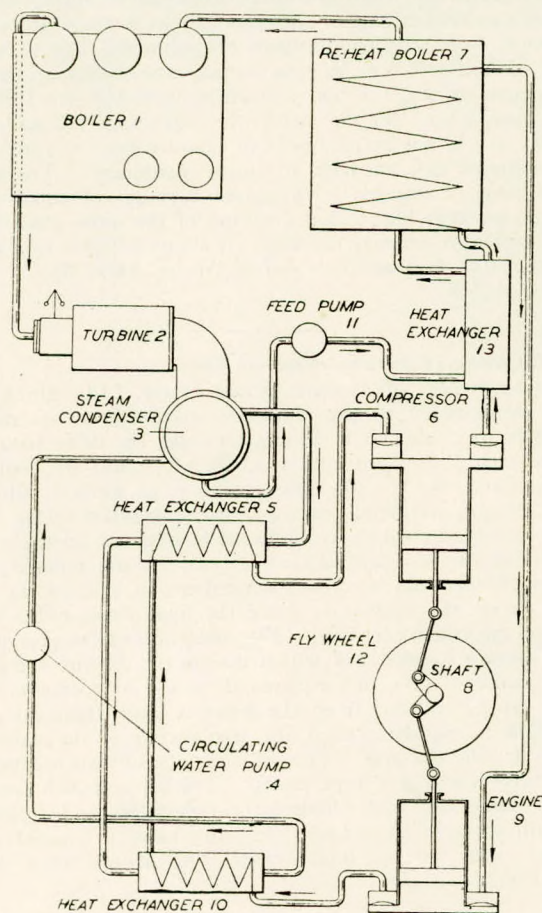 RE-HEAT BOILER 7
BOILER 1
FEED PUMP
11
HEAT
EXCHANGER
13
TURBINE 2
STEAM
CONDENSER
3
COMPRESSOR
6
HEAT EXCHANGER 5
FLY WHEEL
12
SHAFT
8
CIRCULATING
WATER PUMP
4
ENGINE
9
HEAT EXCHANGER 10